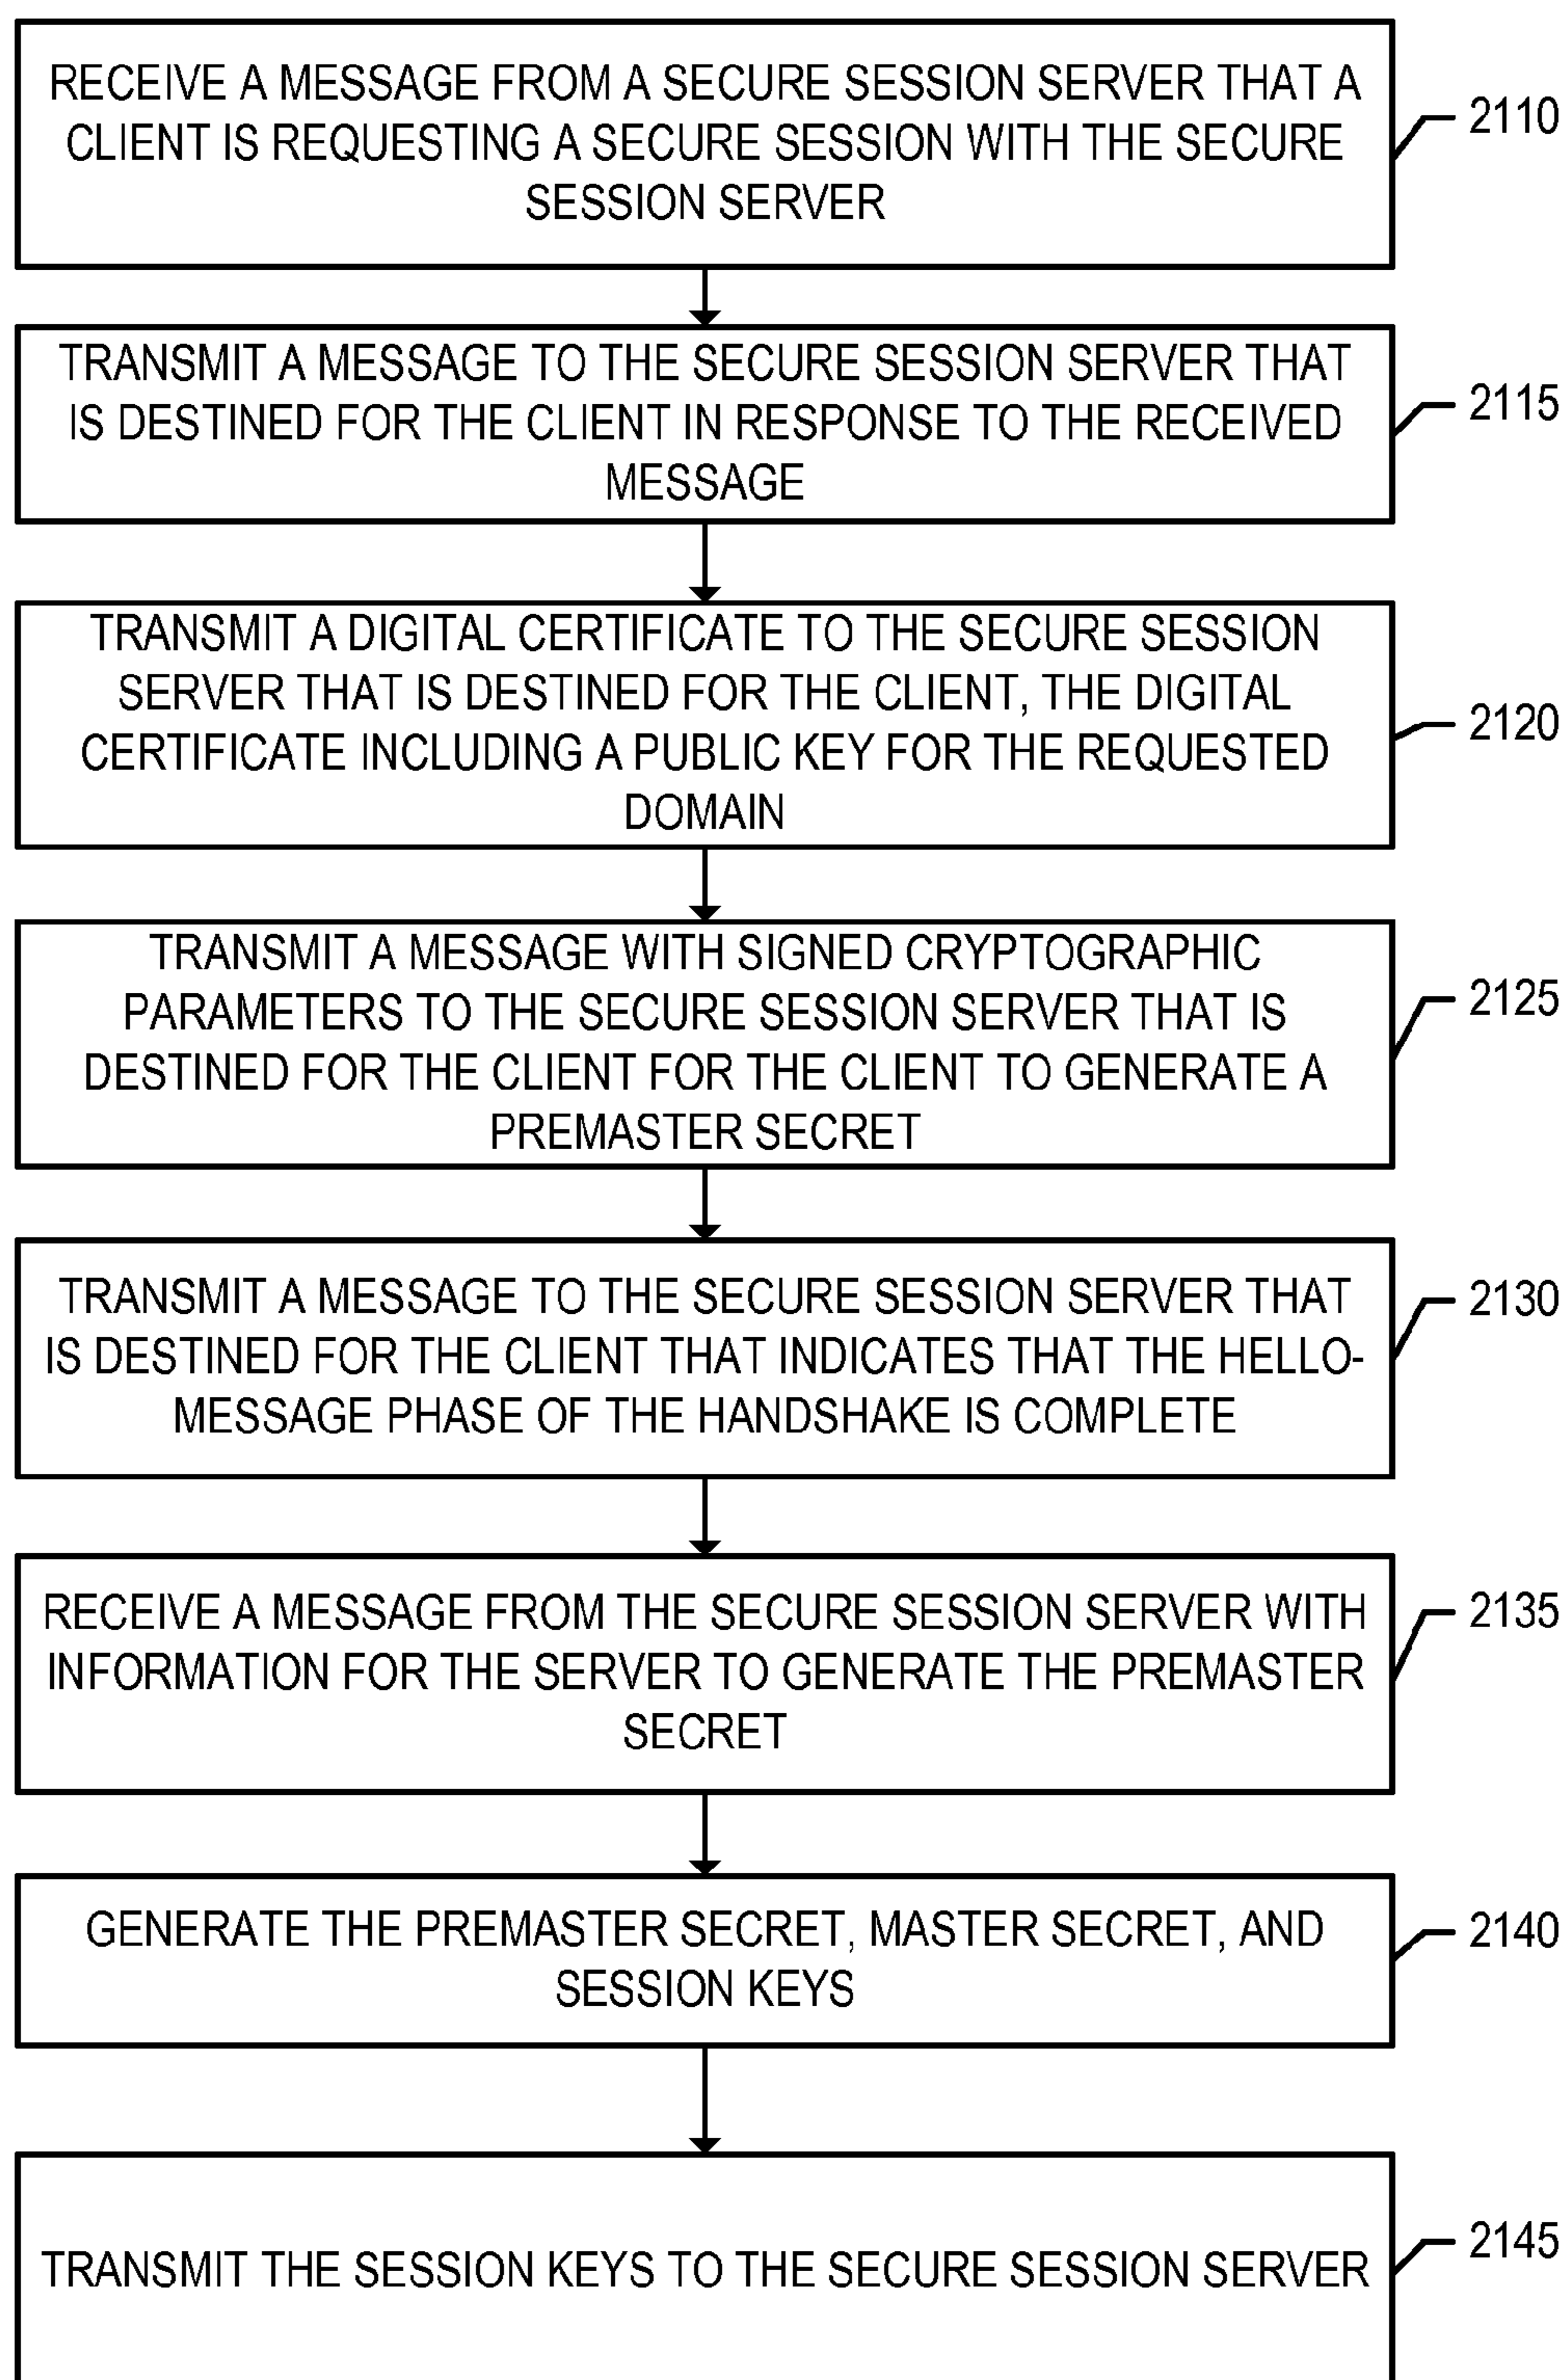 RECEIVE A MESSAGE FROM A SECURE SESSION SERVER THAT A
CLIENT IS REQUESTING A SECURE SESSION WITH THE SECURE
SESSION SERVER
2110
TRANSMIT A MESSAGE TO THE SECURE SESSION SERVER THAT
IS DESTINED FOR THE CLIENT IN RESPONSE TO THE RECEIVED
MESSAGE
2115
TRANSMIT A DIGITAL CERTIFICATE TO THE SECURE SESSION
SERVER THAT IS DESTINED FOR THE CLIENT, THE DIGITAL
CERTIFICATE INCLUDING A PUBLIC KEY FOR THE REQUESTED
DOMAIN
2120
TRANSMIT A MESSAGE WITH SIGNED CRYPTOGRAPHIC
PARAMETERS TO THE SECURE SESSION SERVER THAT IS
DESTINED FOR THE CLIENT FOR THE CLIENT TO GENERATE A
PREMASTER SECRET
2125
TRANSMIT A MESSAGE TO THE SECURE SESSION SERVER THAT
IS DESTINED FOR THE CLIENT THAT INDICATES THAT THE HELLO-
MESSAGE PHASE OF THE HANDSHAKE IS COMPLETE
2130
RECEIVE A MESSAGE FROM THE SECURE SESSION SERVER WITH
INFORMATION FOR THE SERVER TO GENERATE THE PREMASTER
SECRET
2135
GENERATE THE PREMASTER SECRET, MASTER SECRET, AND
SESSION KEYS
2140
TRANSMIT THE SESSION KEYS TO THE SECURE SESSION SERVER
2145